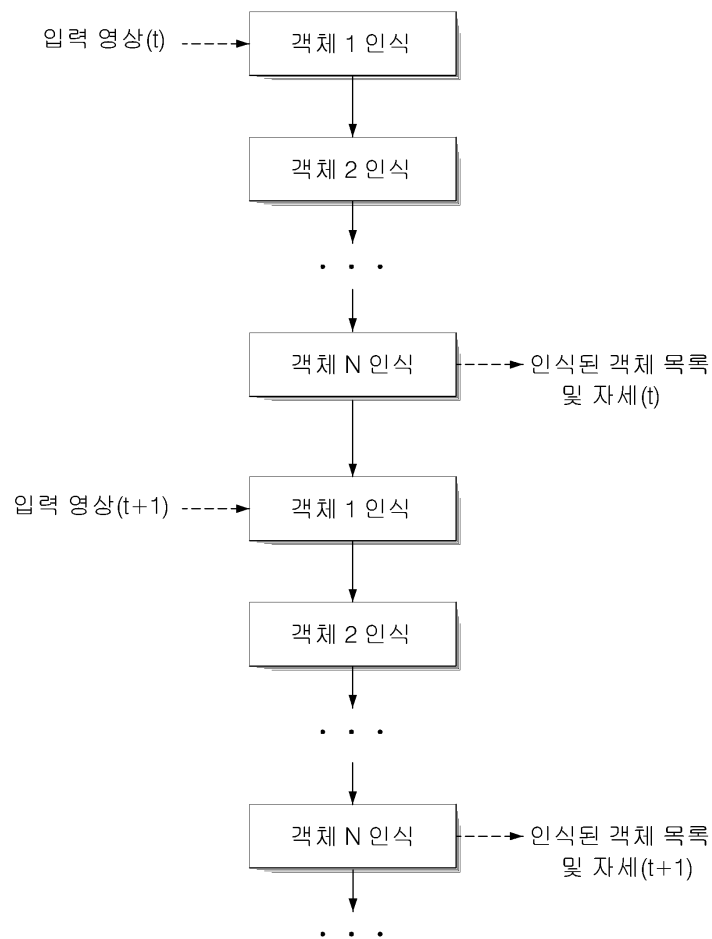 입력 영상(t)
객체 1 인식
객체 2 인식
. . .
객체 N 인식
인식된 객체 목록
및 자세(t)
입력 영상(t+1)
객체 1 인식
객체 2 인식
. . .
객체 N 인식
인식된 객체 목록
및 자세(t+1)
. . .